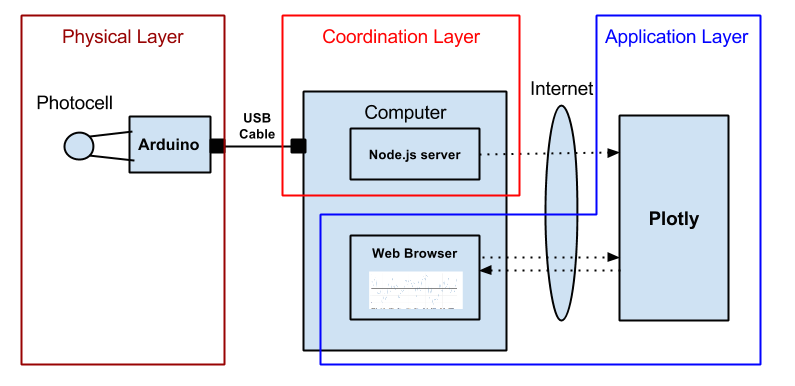 Physical Layer
Coordination Layer
Application Layer
Photocell
Arduino
USB
Cable
Computer
Node.js server
Internet
Plotly
Web Browser